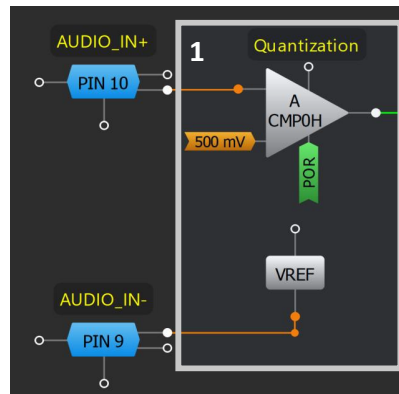 AUDIO_IN+
1
Quantization
PIN 10
A
CMP0H
500 mV
POR
VREF
AUDIO_IN-
PIN 9